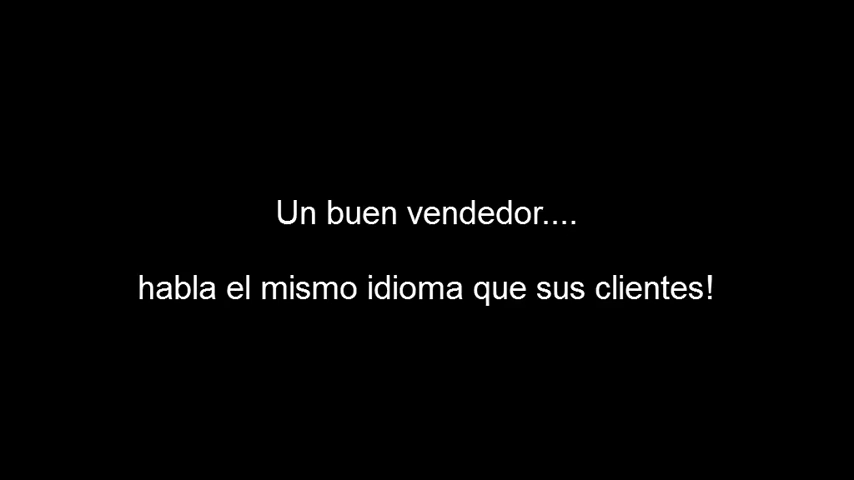 Un buen vendedor....
habla el mismo idioma que sus clientes!